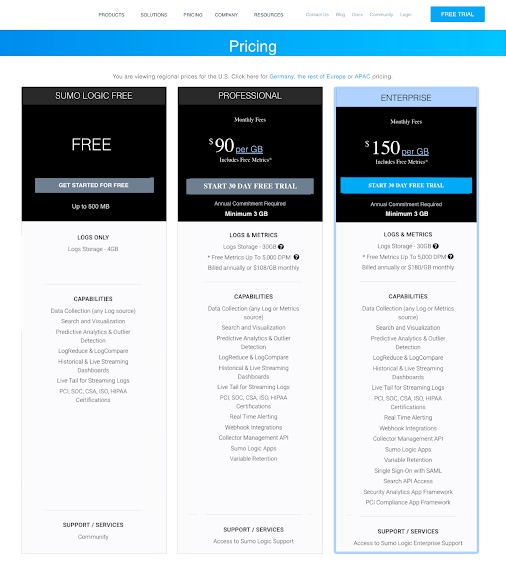 PRODUCTS SOLUTIONS PRICING COMPANY RESOURCES Contact Us Blog Docs Community Login FREE TRIAL
Pricing
You are viewing regional prices for the U.S. Click here for Germany, the rest of Europe or APAC pricing.
SUMO LOGIC FREE
FREE
GET STARTED FOR FREE
Up to 500 MB
LOGS ONLY
Logs Storage - 4GB
CAPABILITIES
Data Collection (any Log source)
Search and Visualization
Predictive Analytics & Outlier
Detection
LogReduce & LogCompare
Historical & Live Streaming
Dashboards
Live Tail for Streaming Logs
PCI, SOC, CSA, ISO, HIPAA
Certifications
SUPPORT / SERVICES
Community
PROFESSIONAL
Monthly Fees
$90 per GB
Includes Free Metrics*
START 30 DAY FREE TRIAL
Annual Commitment Required
Minimum 3 GB
LOGS & METRICS
Logs Storage - 30GB ?
* Free Metrics Up To 5,000 DPM ?
Billed annually or $108/GB monthly
CAPABILITIES
Data Collection (any Log or Metrics
source)
Search and Visualization
Predictive Analytics & Outlier
Detection
LogReduce & LogCompare
Historical & Live Streaming
Dashboards
Live Tail for Streaming Logs
PCI, SOC, CSA, ISO, HIPAA
Certifications
Real Time Alerting
Webhook Integrations
Collector Management API
Sumo Logic Apps
Variable Retention
SUPPORT / SERVICES
Access to Sumo Logic Support
ENTERPRISE
Monthly Fees
$150 per GB
Includes Free Metrics*
START 30 DAY FREE TRIAL
Annual Commitment Required
Minimum 3 GB
LOGS & METRICS
Logs Storage - 30GB ?
* Free Metrics Up To 5,000 DPM ?
Billed annually or $180/GB monthly
CAPABILITIES
Data Collection (any Log or Metrics
source)
Search and Visualization
Predictive Analytics & Outlier
Detection
LogReduce & LogCompare
Historical & Live Streaming
Dashboards
Live Tail for Streaming Logs
PCI, SOC, CSA, ISO, HIPAA
Certifications
Real Time Alerting
Webhook Integrations
Collector Management API
Sumo Logic Apps
Variable Retention
Single Sign-On with SAML
Search API Access
Security Analytics App Framework
PCI Compliance App Framework
SUPPORT / SERVICES
Access to Sumo Logic Enterprise Support